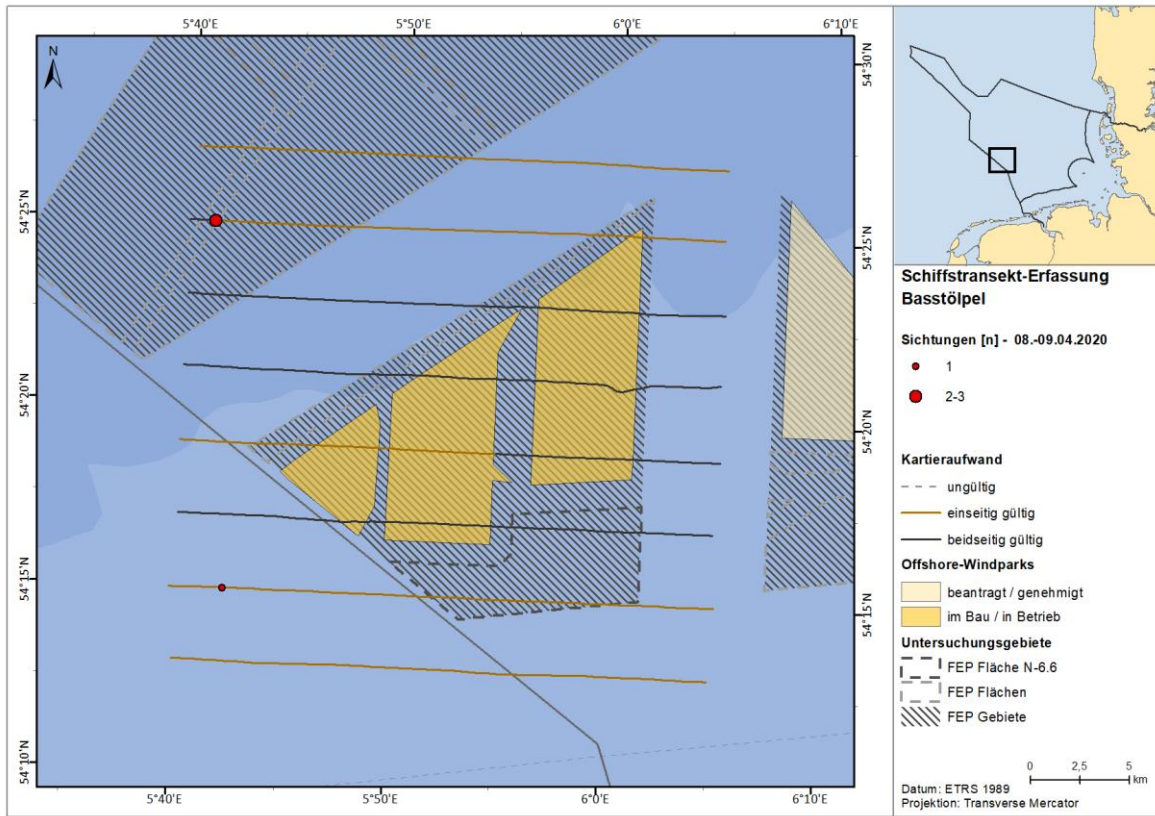 5°40'E
5°50'E
6°0'E
6°10'E
N
54°30'N
54°25'N
54°25'N
54°20'N
54°20'N
54°15'N
54°15'N
54°10'N
5°40'E
5°50'E
6°0'E
6°10'E
Schiffstransekt-Erfassung
Basstölpel
Sichtungen [n] - 08.-09.04.2020
1
2-3
Kartieraufwand
ungültig
einseitig gültig
beidseitig gültig
Offshore-Windparks
beantragt / genehmigt
im Bau / in Betrieb
Untersuchungsgebiete
FEP Fläche N-6.6
FEP Flächen
FEP Gebiete
0 2,5 5
km
Datum: ETRS 1989
Projektion: Transverse Mercator